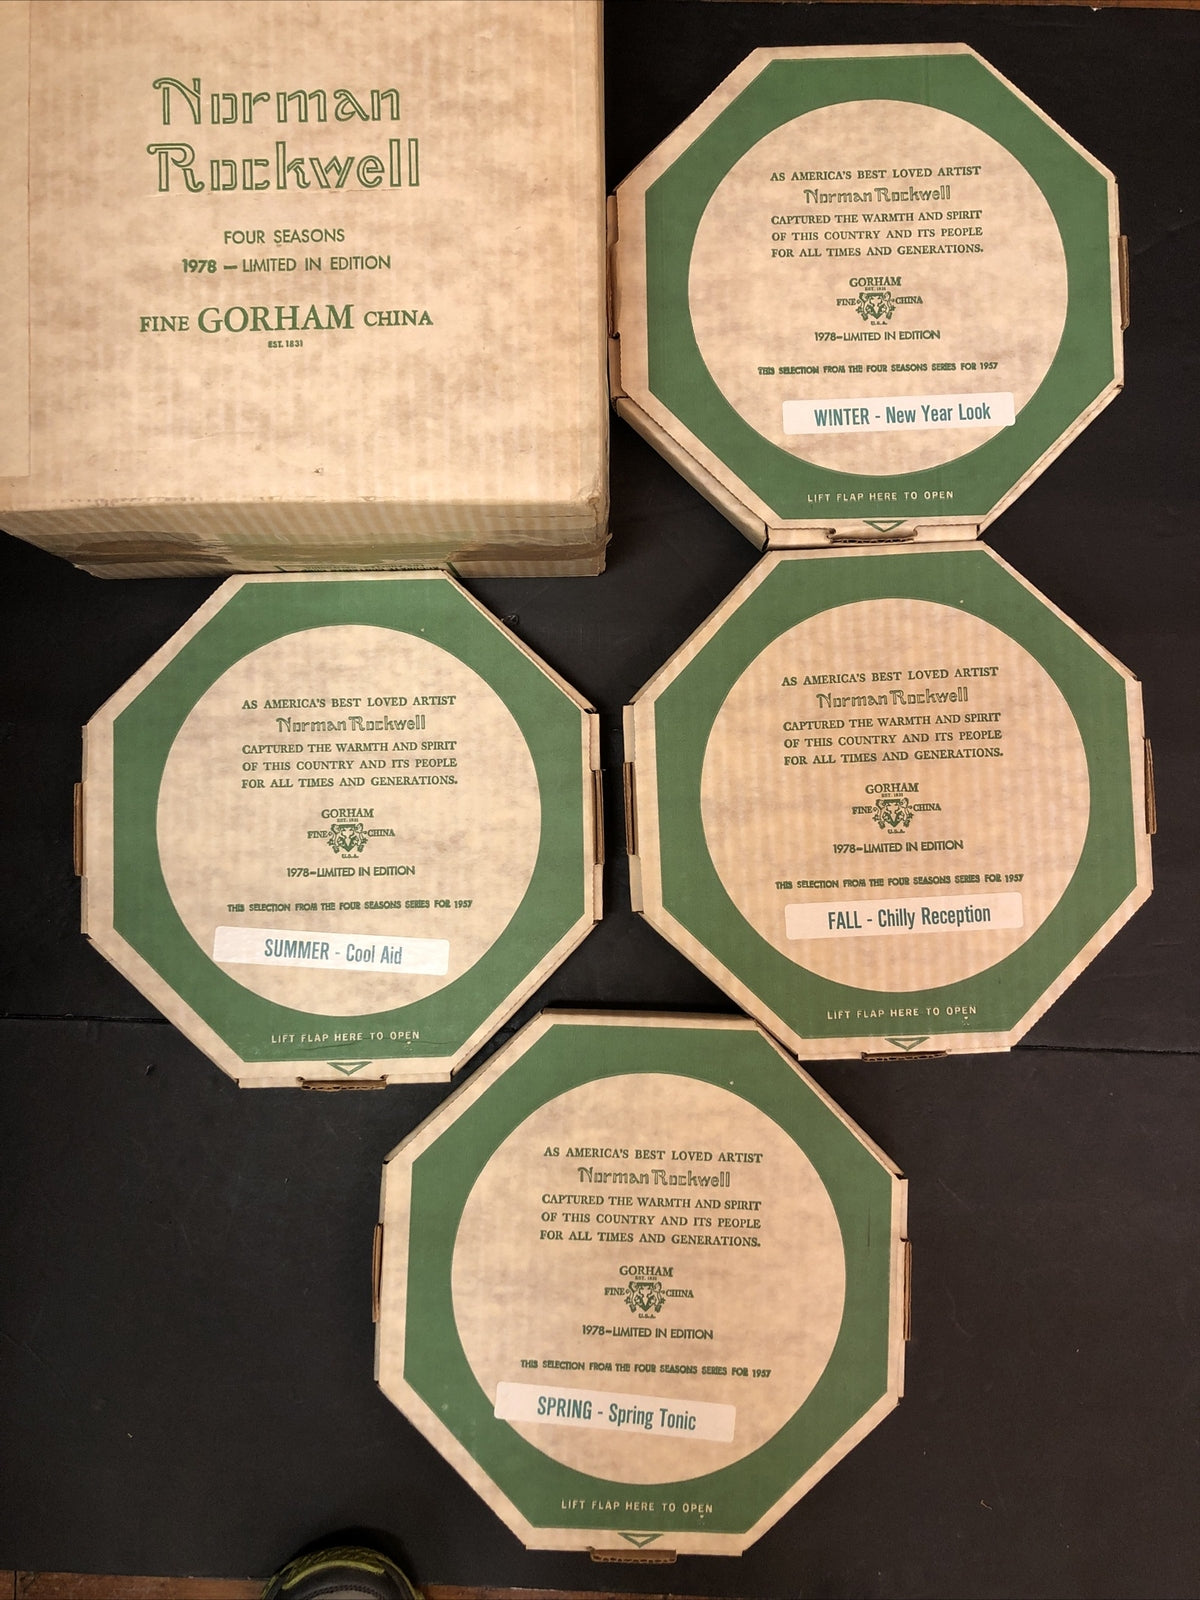 Norman
Rockwell
FOUR SEASONS
1978 — LIMITED IN EDITION
FINE GORHAM CHINA
EST. 1831
AS AMERICA'S BEST LOVED ARTIST
Norman Rockwell
CAPTURED THE WARMTH AND SPIRIT
OF THIS COUNTRY AND ITS PEOPLE
FOR ALL TIMES AND GENERATIONS.
GORHAM
EST. 1831
FINE CHINA
U.S.A.
1978–LIMITED IN EDITION
THIS SELECTION FROM THE FOUR SEASONS SERIES FOR 1957
WINTER - New Year Look
LIFT FLAP HERE TO OPEN
AS AMERICA'S BEST LOVED ARTIST
Norman Rockwell
CAPTURED THE WARMTH AND SPIRIT
OF THIS COUNTRY AND ITS PEOPLE
FOR ALL TIMES AND GENERATIONS.
GORHAM
EST. 1831
FINE CHINA
U.S.A.
1978–LIMITED IN EDITION
THIS SELECTION FROM THE FOUR SEASONS SERIES FOR 1957
SUMMER - Cool Aid
LIFT FLAP HERE TO OPEN
AS AMERICA'S BEST LOVED ARTIST
Norman Rockwell
CAPTURED THE WARMTH AND SPIRIT
OF THIS COUNTRY AND ITS PEOPLE
FOR ALL TIMES AND GENERATIONS.
GORHAM
EST. 1831
FINE CHINA
U.S.A.
1978–LIMITED IN EDITION
THIS SELECTION FROM THE FOUR SEASONS SERIES FOR 1957
FALL - Chilly Reception
LIFT FLAP HERE TO OPEN
AS AMERICA'S BEST LOVED ARTIST
Norman Rockwell
CAPTURED THE WARMTH AND SPIRIT
OF THIS COUNTRY AND ITS PEOPLE
FOR ALL TIMES AND GENERATIONS.
GORHAM
EST. 1831
FINE CHINA
U.S.A.
1978–LIMITED IN EDITION
THIS SELECTION FROM THE FOUR SEASONS SERIES FOR 1957
SPRING - Spring Tonic
LIFT FLAP HERE TO OPEN